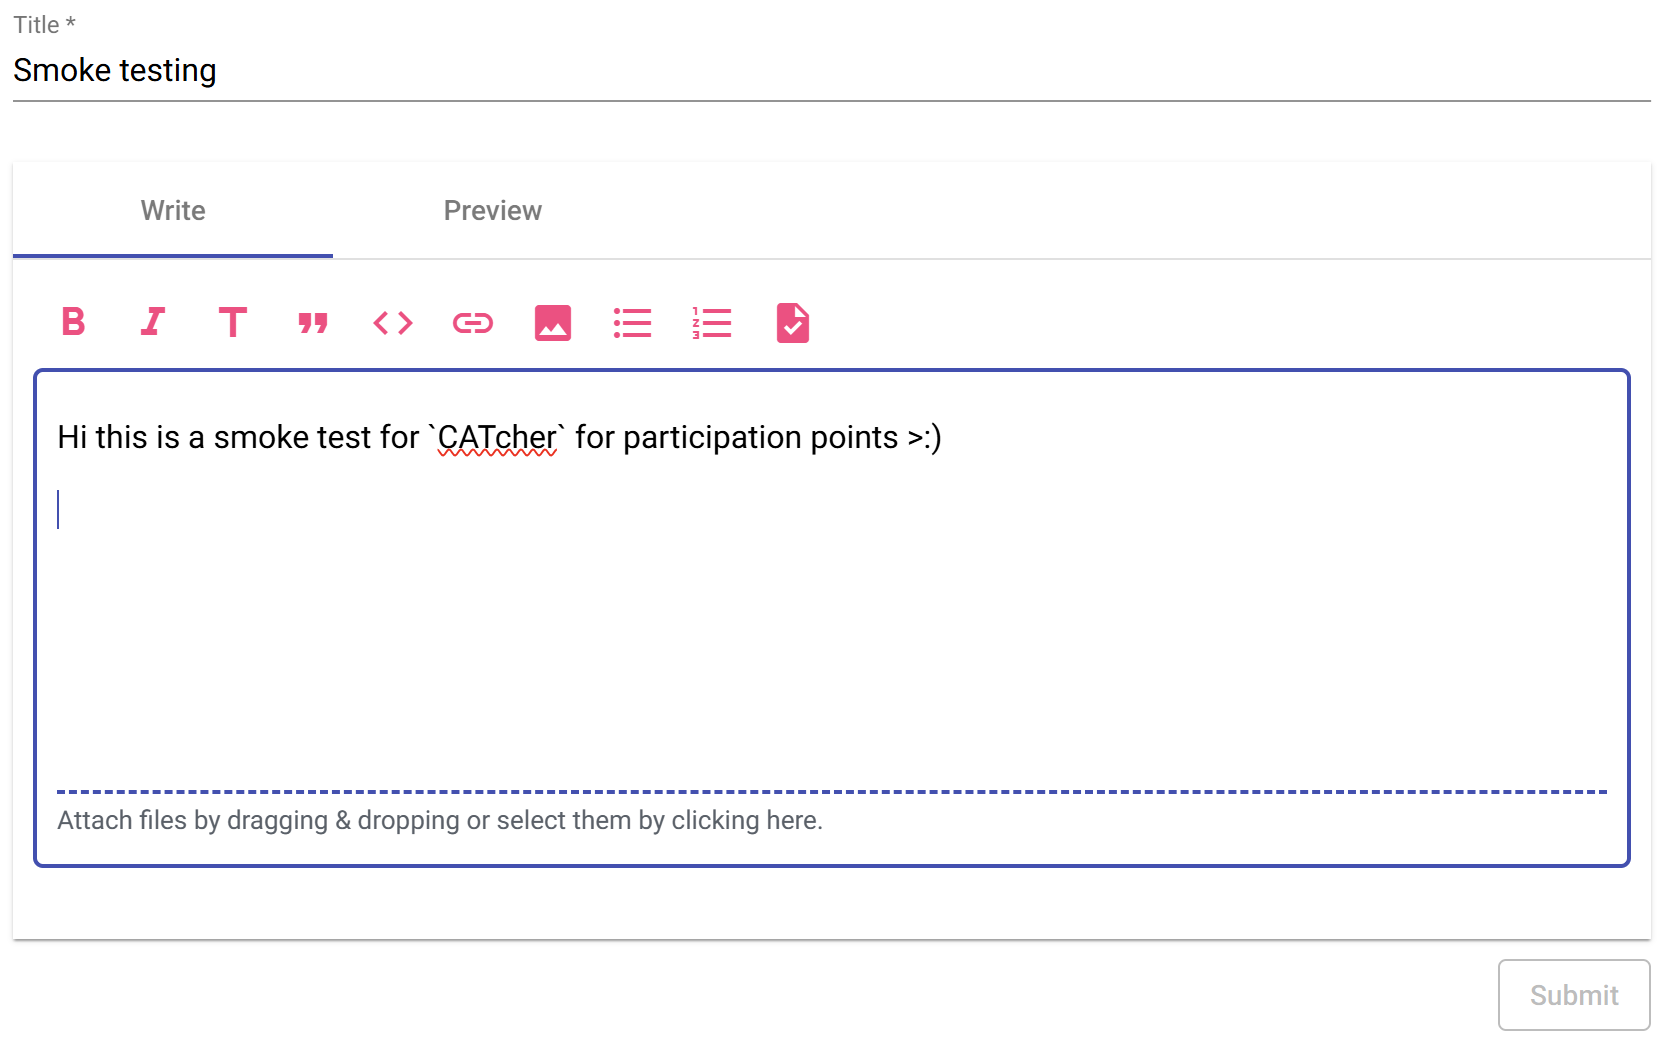 Title *
Smoke testing
Write Preview
Hi this is a smoke test for `CATcher` for participation points >:)
Attach files by dragging & dropping or select them by clicking here.
Submit